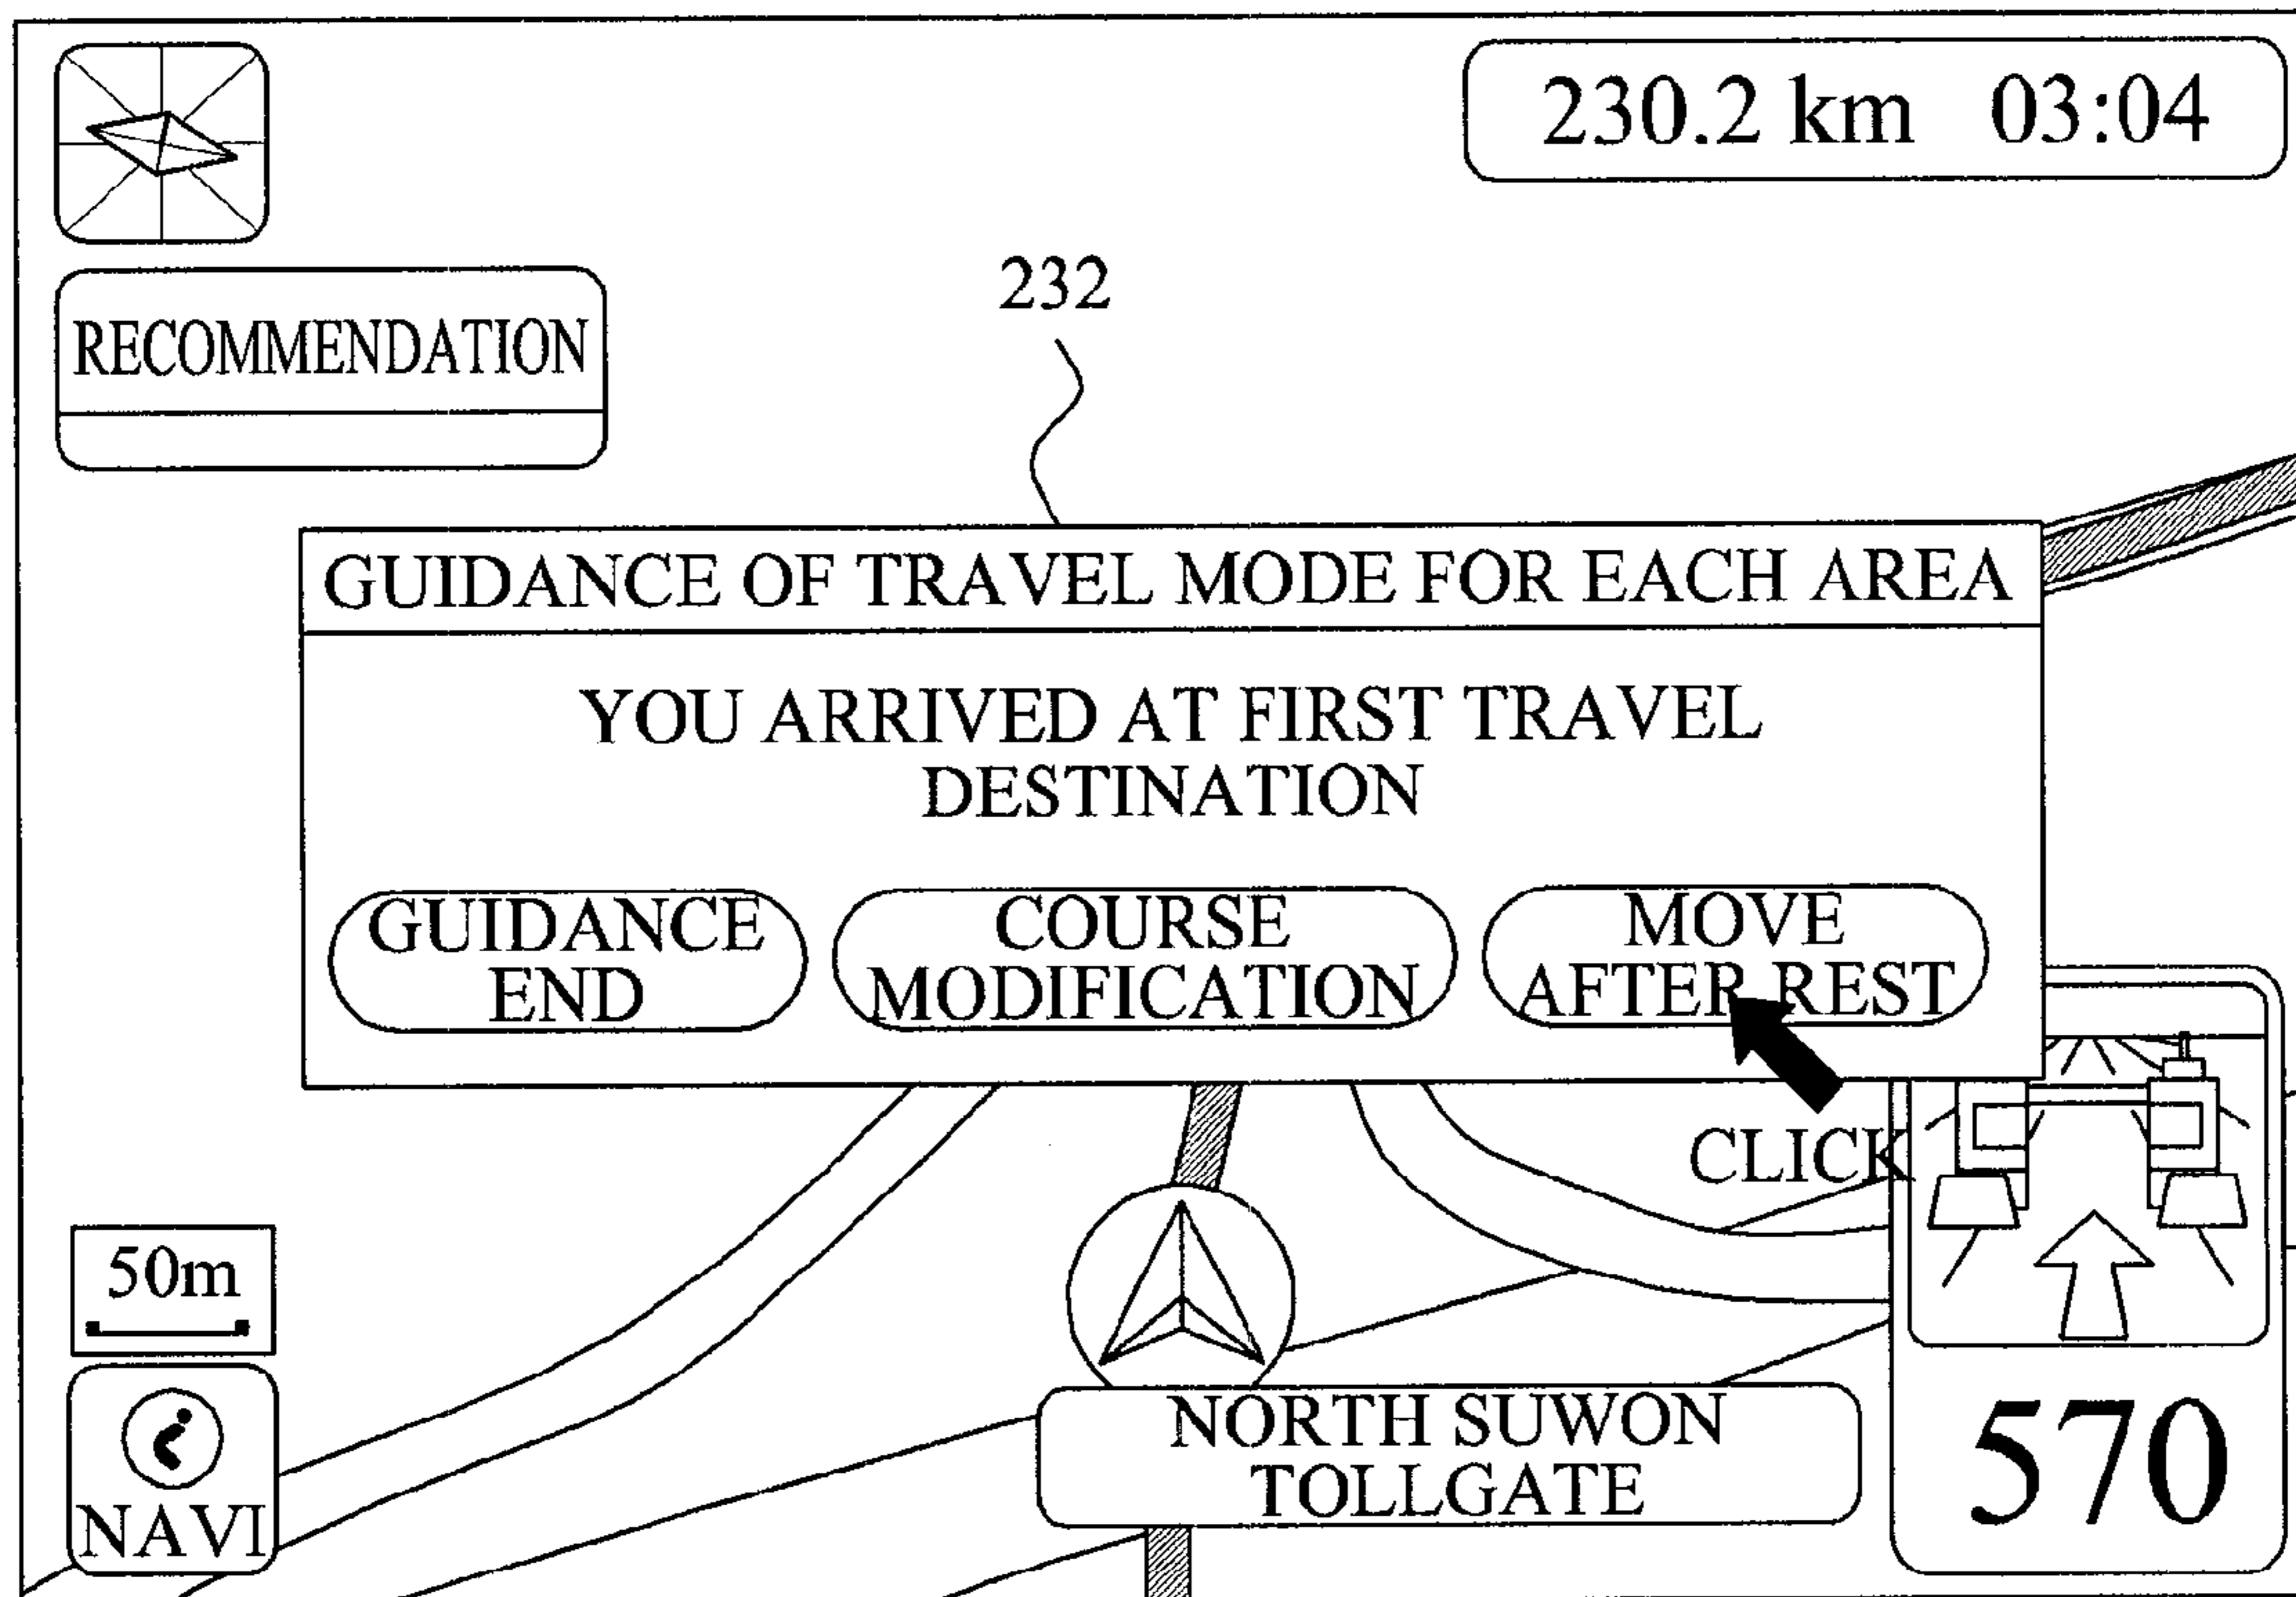 230.2 km 03:04
RECOMMENDATION
232
GUIDANCE OF TRAVEL MODE FOR EACH AREA
YOU ARRIVED AT FIRST TRAVEL
DESTINATION
GUIDANCE
END
COURSE
MODIFICATION
MOVE
AFTER REST
CLICK
50m
NAVI
NORTH SUWON
TOLLGATE
570